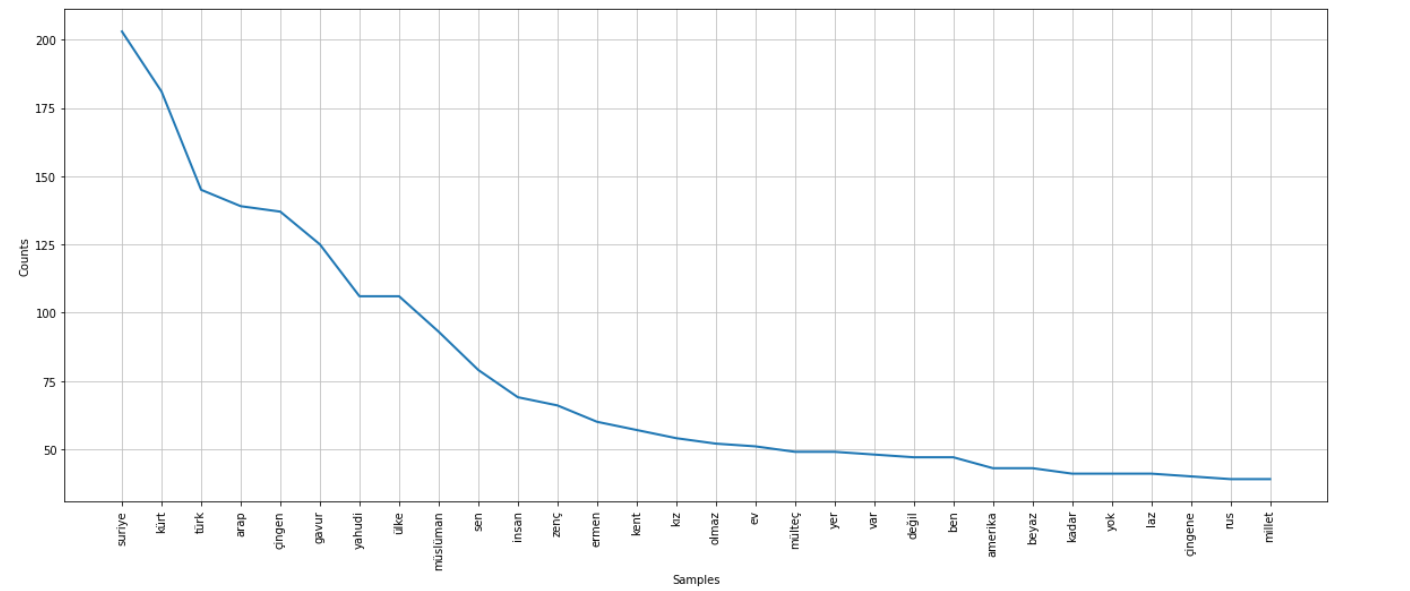 200
175
150
125
100
75
50
Counts
suriye
kürt
türk
arap
çingen
gavur
yahudi
ülke
müslüman
sen
insan
zenç
ermen
kent
kız
olmaz
ev
mülteç
yer
var
değil
ben
amerika
beyaz
kadar
yok
laz
çingene
rus
millet
Samples